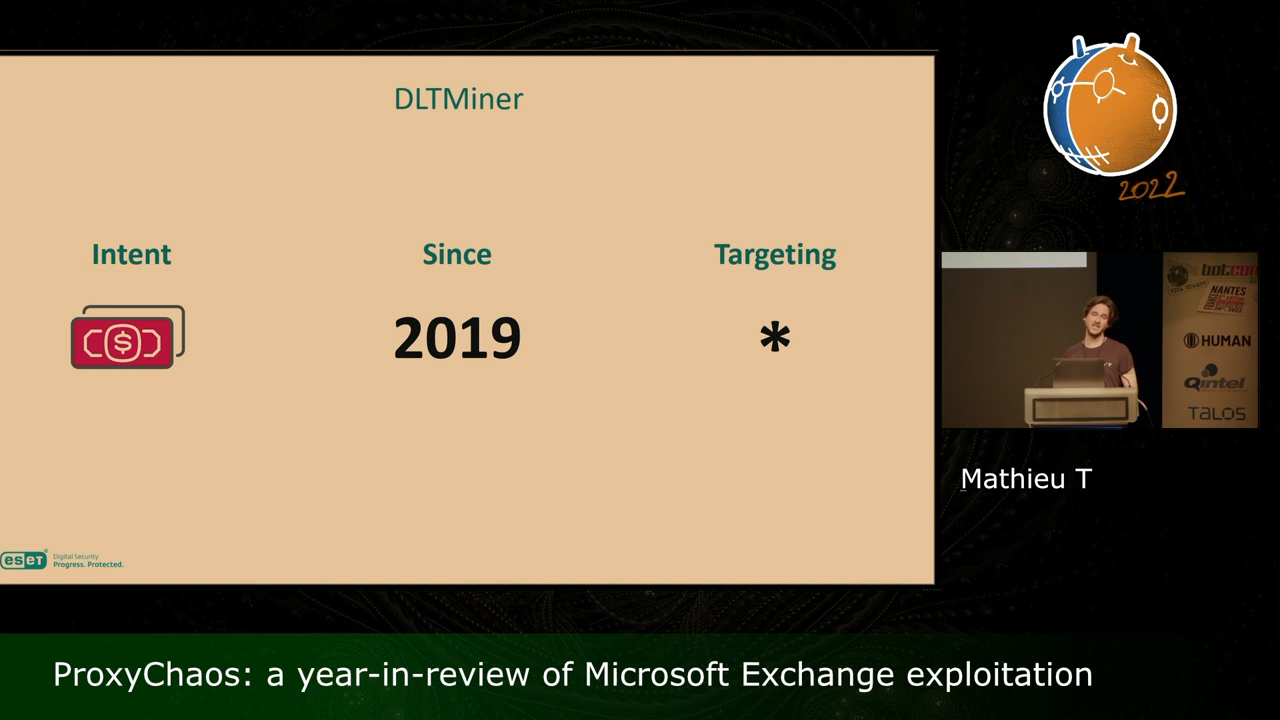 DLTMiner
Intent
Since
Targeting
$
2019
*
eseT
Digital Security
Progress. Protected.
2022
NANTES
HUMAN
Qintel
TALOS
Mathieu T
ProxyChaos: a year-in-review of Microsoft Exchange exploitation